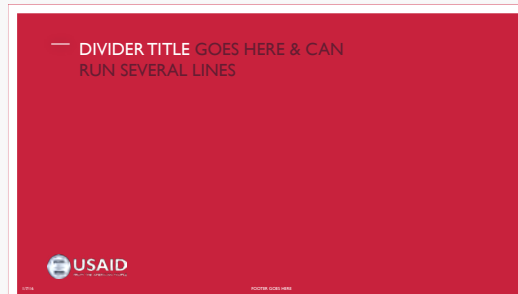 DIVIDER TITLE GOES HERE & CAN
RUN SEVERAL LINES
USAID
FOOTER GOES HERE